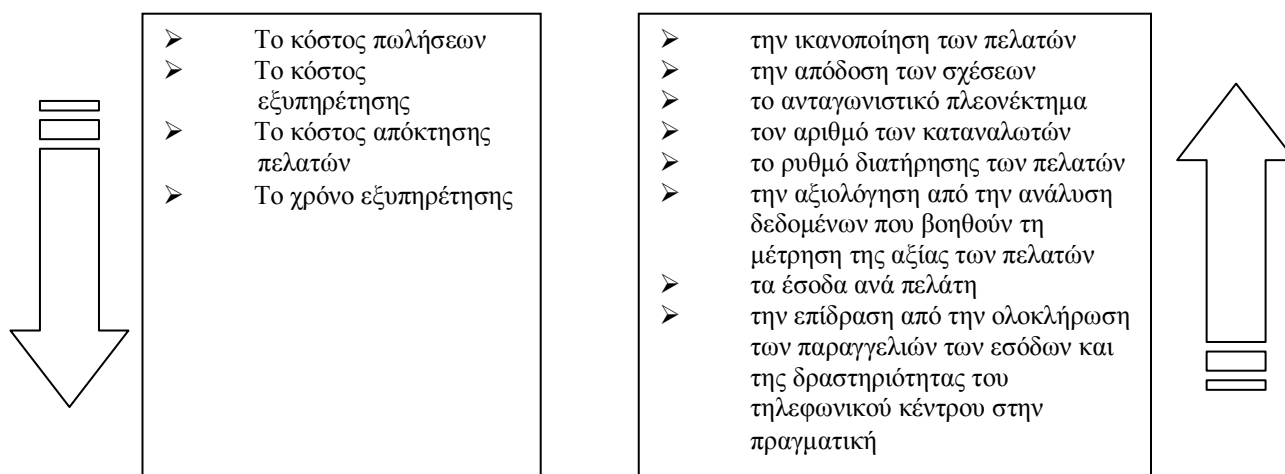 ➢ Το κόστος πωλήσεων
➢ Το κόστος
εξυπηρέτησης
➢ Το κόστος απόκτησης
πελατών
➢ Το χρόνο εξυπηρέτησης
➢ την ικανοποίηση των πελατών
➢ την απόδοση των σχέσεων
➢ το ανταγωνιστικό πλεονέκτημα
➢ τον αριθμό των καταναλωτών
➢ το ρυθμό διατήρησης των πελατών
➢ την αξιολόγηση από την ανάλυση
δεδομένων που βοηθούν τη
μέτρηση της αξίας των πελατών
➢ τα έσοδα ανά πελάτη
➢ την επίδραση από την ολοκλήρωση
των παραγγελιών των εσόδων και
της δραστηριότητας του
τηλεφωνικού κέντρου στην
πραγματική